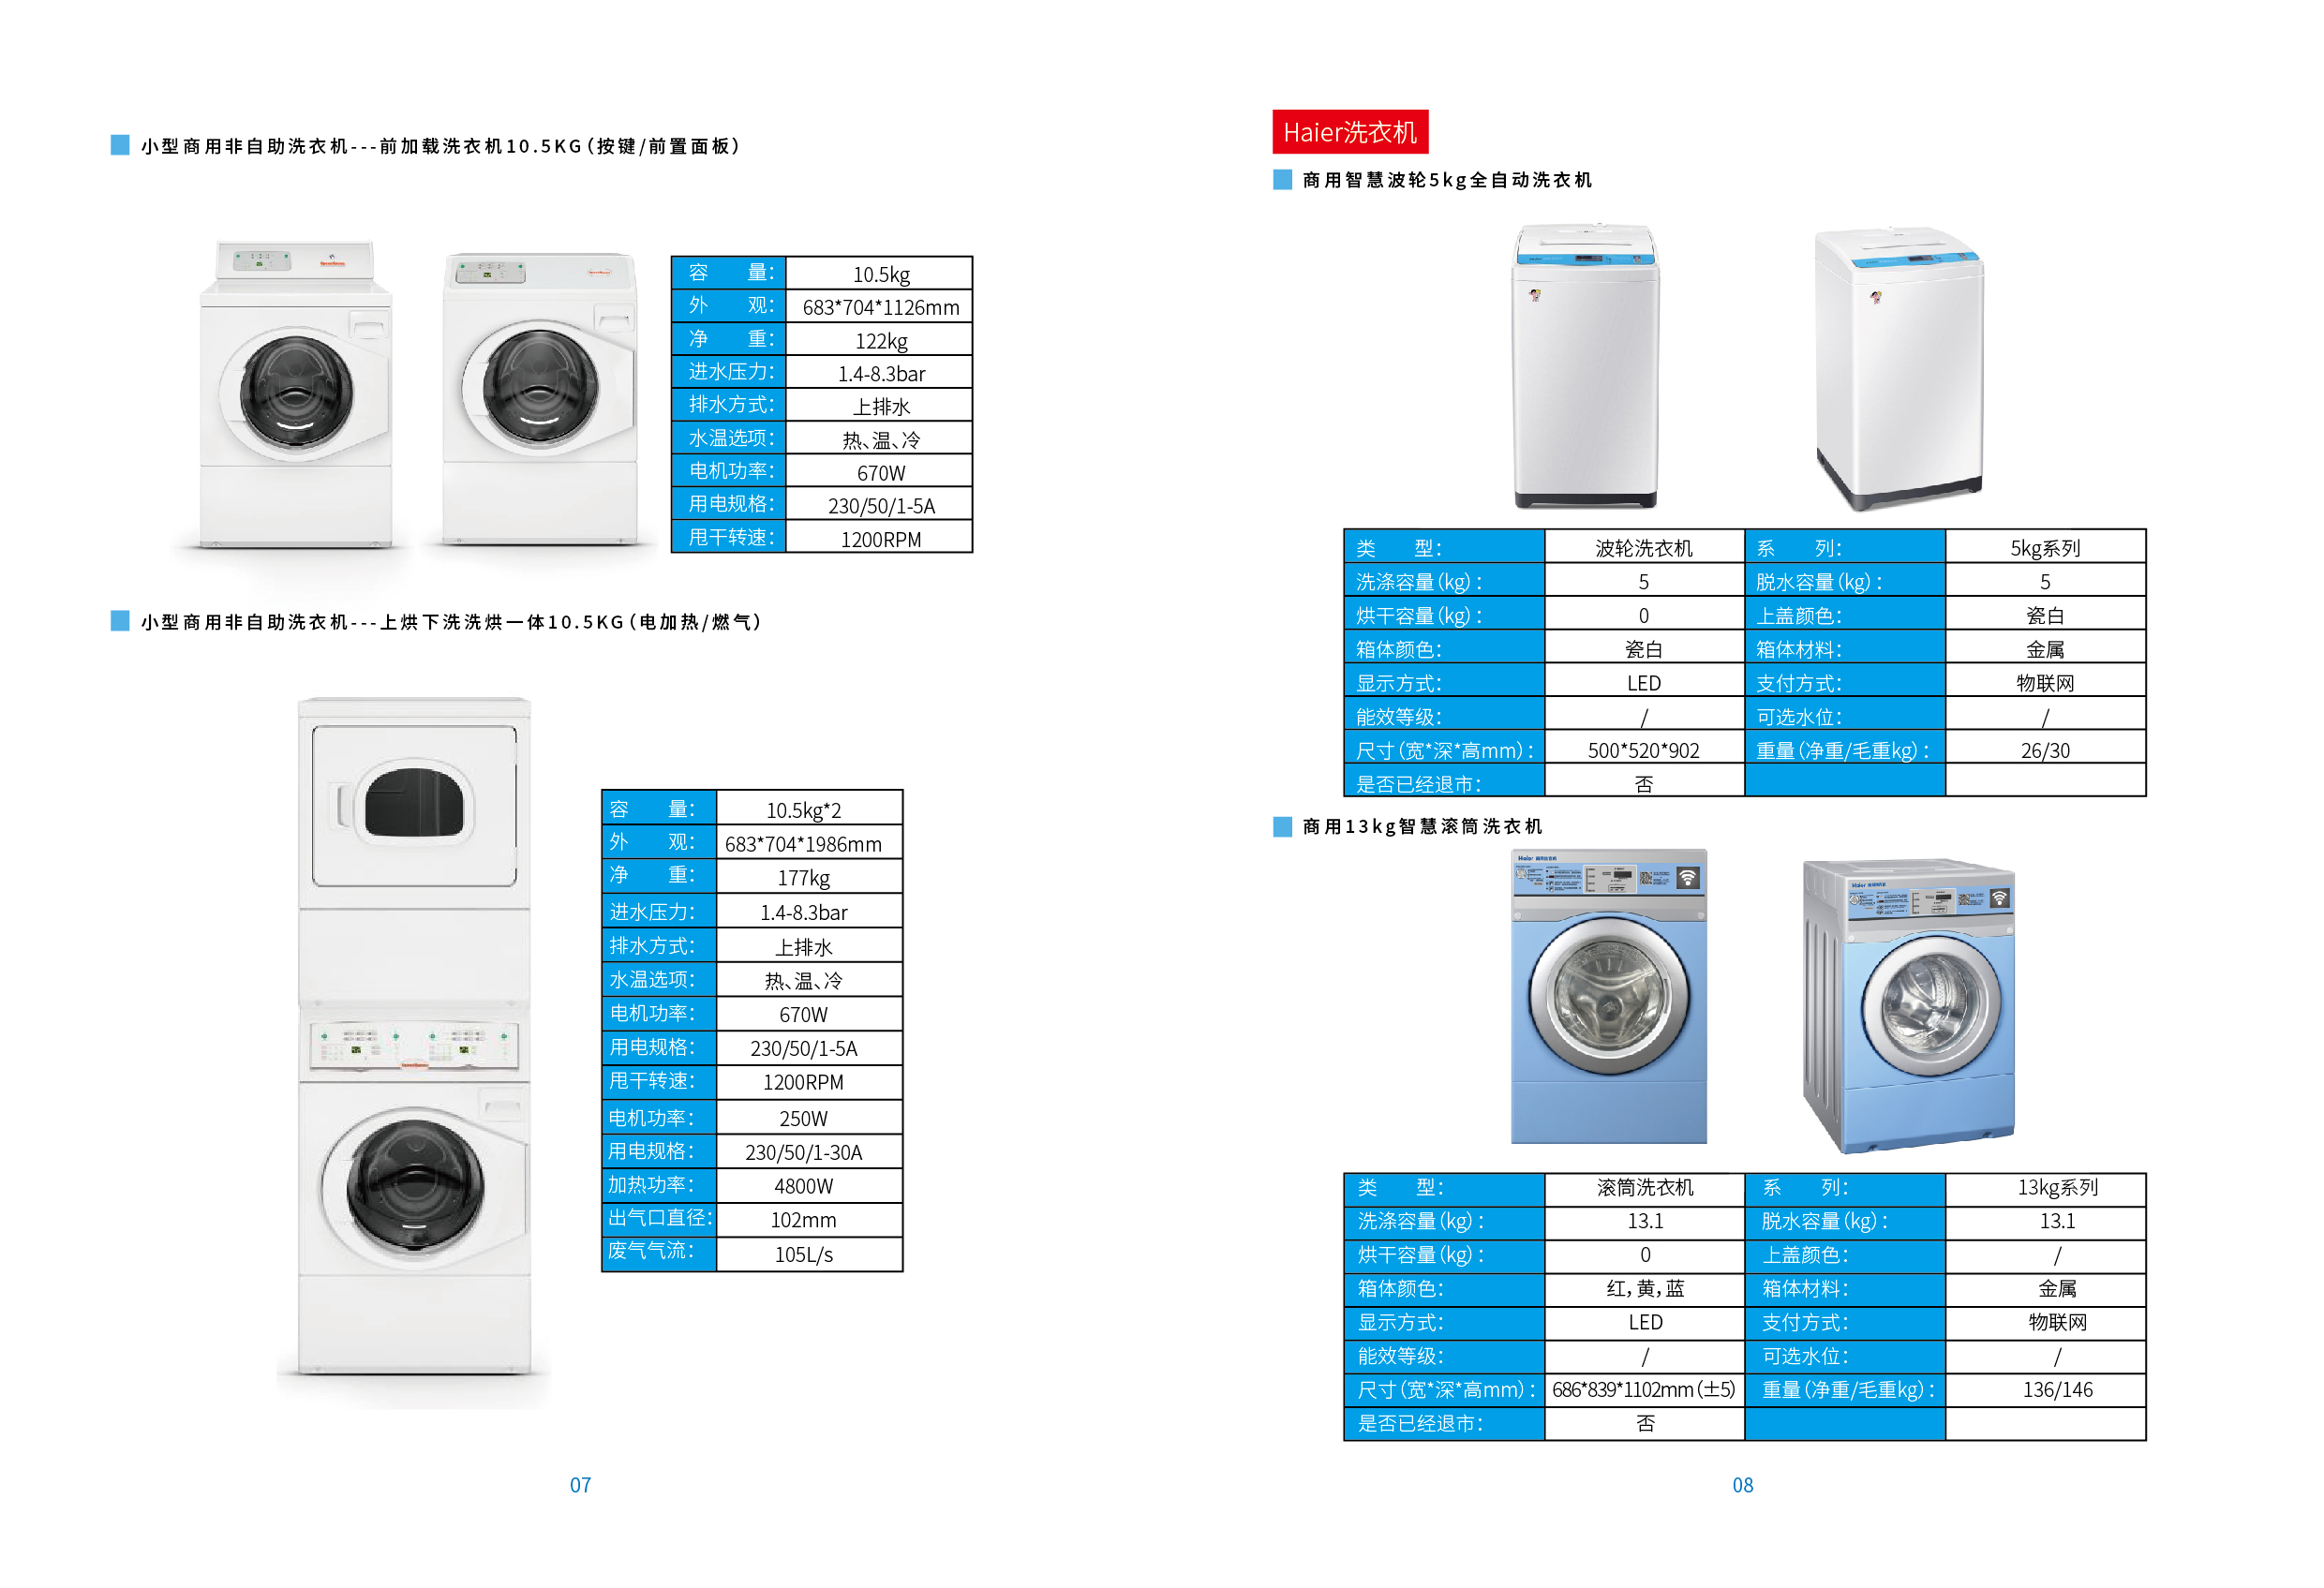 小型商用非自助洗衣机---前加载洗衣机10.5KG(按键/前置面板)
容 量: 10.5kg
外 观: 683*704*1126mm
净 重: 122kg
进水压力: 1.4-8.3bar
排水方式: 上排水
水温选项: 热、温、冷
电机功率: 670W
用电规格: 230/50/1-5A
甩干转速: 1200RPM
小型商用非自助洗衣机---上烘下洗洗烘一体10.5KG(电加热/燃气)
容 量: 10.5kg*2
外 观: 683*704*1986mm
净 重: 177kg
进水压力: 1.4-8.3bar
排水方式: 上排水
水温选项: 热、温、冷
电机功率: 670W
用电规格: 230/50/1-5A
甩干转速: 1200RPM
电机功率: 250W
用电规格: 230/50/1-30A
加热功率: 4800W
出气口直径: 102mm
废气气流: 105L/s
07
Haier洗衣机
商用智慧波轮5kg全自动洗衣机
类 型: 波轮洗衣机 系 列: 5kg系列
洗涤容量(kg): 5 脱水容量(kg): 5
烘干容量(kg): 0 上盖颜色: 瓷白
箱体颜色: 瓷白 箱体材料: 金属
显示方式: LED 支付方式: 物联网
能效等级: / 可选水位: /
尺寸(宽*深*高mm): 500*520*902 重量(净重/毛重kg): 26/30
是否已经退市: 否
商用13kg智慧滚筒洗衣机
Haier
Haier
类 型: 滚筒洗衣机 系 列: 13kg系列
洗涤容量(kg): 13.1 脱水容量(kg): 13.1
烘干容量(kg): 0 上盖颜色: /
箱体颜色: 红,黄,蓝 箱体材料: 金属
显示方式: LED 支付方式: 物联网
能效等级: / 可选水位: /
尺寸(宽*深*高mm): 686*839*1102mm(±5) 重量(净重/毛重kg): 136/146
是否已经退市: 否
08